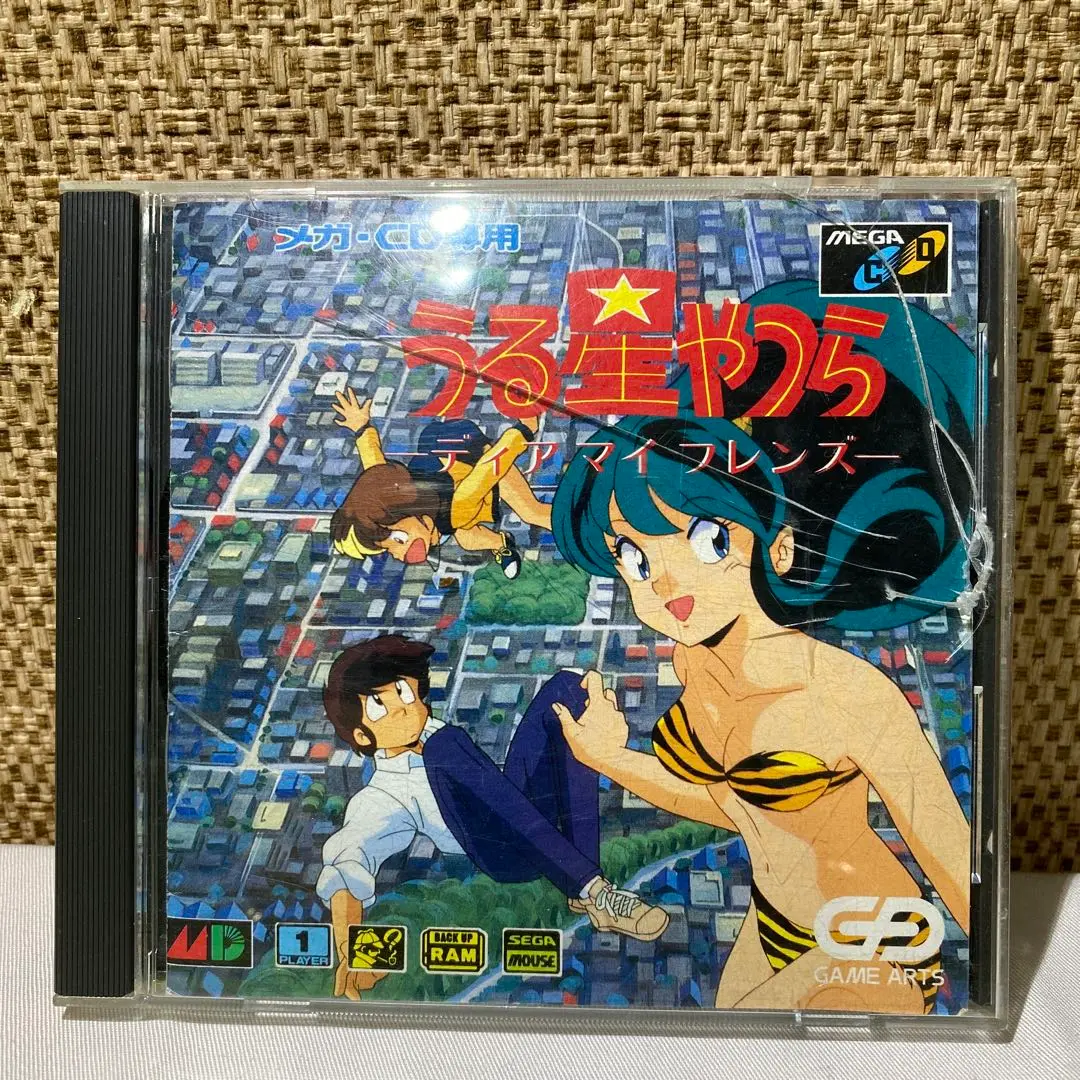 メガ・CD専用
MEGA
CD
うる星やつら
ーディア マイ フレンズー
MD
1
PLAYER
BACK UP
RAM
SEGA
MOUSE
GAME ARTS